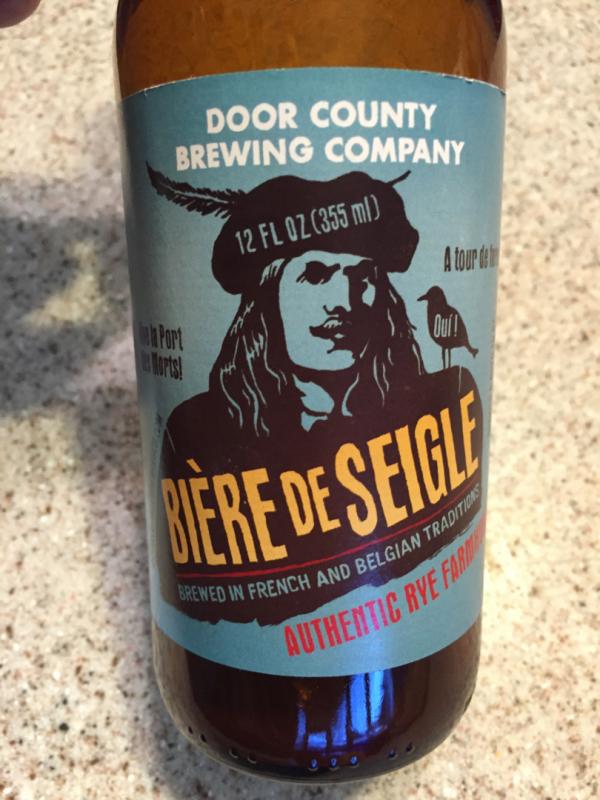 DOOR COUNTY
BREWING COMPANY
12 FL OZ (355 ml)
A tour de
Oui!
la Port
Morts!
BIÈRE DE SEIGLE
BREWED IN FRENCH AND BELGIAN TRADITIONS
AUTHENTIC RYE